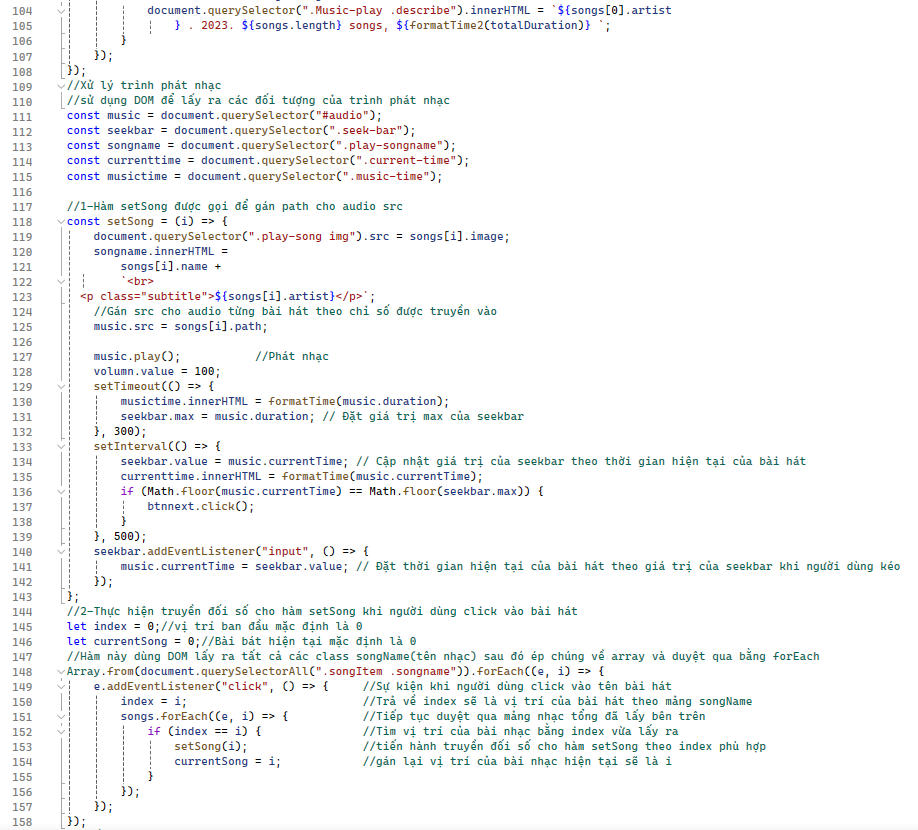 104 document.querySelector(".Music-play .describe").innerHTML = `${songs[0].artist
105 } . 2023. ${songs.length} songs, ${formatTime2(totalDuration)} `;
106 }
107 });
108 });
109 //Xử lý trình phát nhạc
110 //sử dụng DOM để lấy ra các đối tượng của trình phát nhạc
111 const music = document.querySelector("#audio");
112 const seekbar = document.querySelector(".seek-bar");
113 const songname = document.querySelector(".play-songname");
114 const currenttime = document.querySelector(".current-time");
115 const musictime = document.querySelector(".music-time");
116
117 //1-Hàm setSong được gọi để gán path cho audio src
118 const setSong = (i) => {
119 document.querySelector(".play-song img").src = songs[i].image;
120 songname.innerHTML =
121 songs[i].name +
122 `<br>
123 <p class="subtitle">${songs[i].artist}</p>`;
124 //Gán src cho audio từng bài hát theo chỉ số được truyền vào
125 music.src = songs[i].path;
126
127 music.play(); //Phát nhạc
128 volumn.value = 100;
129 setTimeout(() => {
130 musictime.innerHTML = formatTime(music.duration);
131 seekbar.max = music.duration; // Đặt giá trị max của seekbar
132 }, 300);
133 setInterval(() => {
134 seekbar.value = music.currentTime; // Cập nhật giá trị của seekbar theo thời gian hiện tại của bài hát
135 currenttime.innerHTML = formatTime(music.currentTime);
136 if (Math.floor(music.currentTime) == Math.floor(seekbar.max)) {
137 btnnext.click();
138 }
139 }, 500);
140 seekbar.addEventListener("input", () => {
141 music.currentTime = seekbar.value; // Đặt thời gian hiện tại của bài hát theo giá trị của seekbar khi người dùng kéo
142 });
143 };
144 //2-Thực hiện truyền đối số cho hàm setSong khi người dùng click vào bài hát
145 let index = 0;//vị trí ban đầu mặc định là 0
146 let currentSong = 0;//Bài bát hiện tại mặc định là 0
147 //Hàm này dùng DOM lấy ra tất cả các class songName(tên nhạc) sau đó ép chúng về array và duyệt qua bằng forEach
148 Array.from(document.querySelectorAll(".songItem .songname")).forEach((e, i) => {
149 e.addEventListener("click", () => { //Sự kiện khi người dùng click vào tên bài hát
150 index = i; //Trả về index sẽ là vị trí của bài hát theo mảng songName
151 songs.forEach((e, i) => { //Tiếp tục duyệt qua mảng nhạc tổng đã lấy bên trên
152 if (index == i) { //Tìm vị trí của bài nhạc bằng index vừa lấy ra
153 setSong(i); //tiến hành truyền đối số cho hàm setSong theo index phù hợp
154 currentSong = i; //gán lại vị trí của bài nhạc hiện tại sẽ là i
155 }
156 });
157 });
158 });